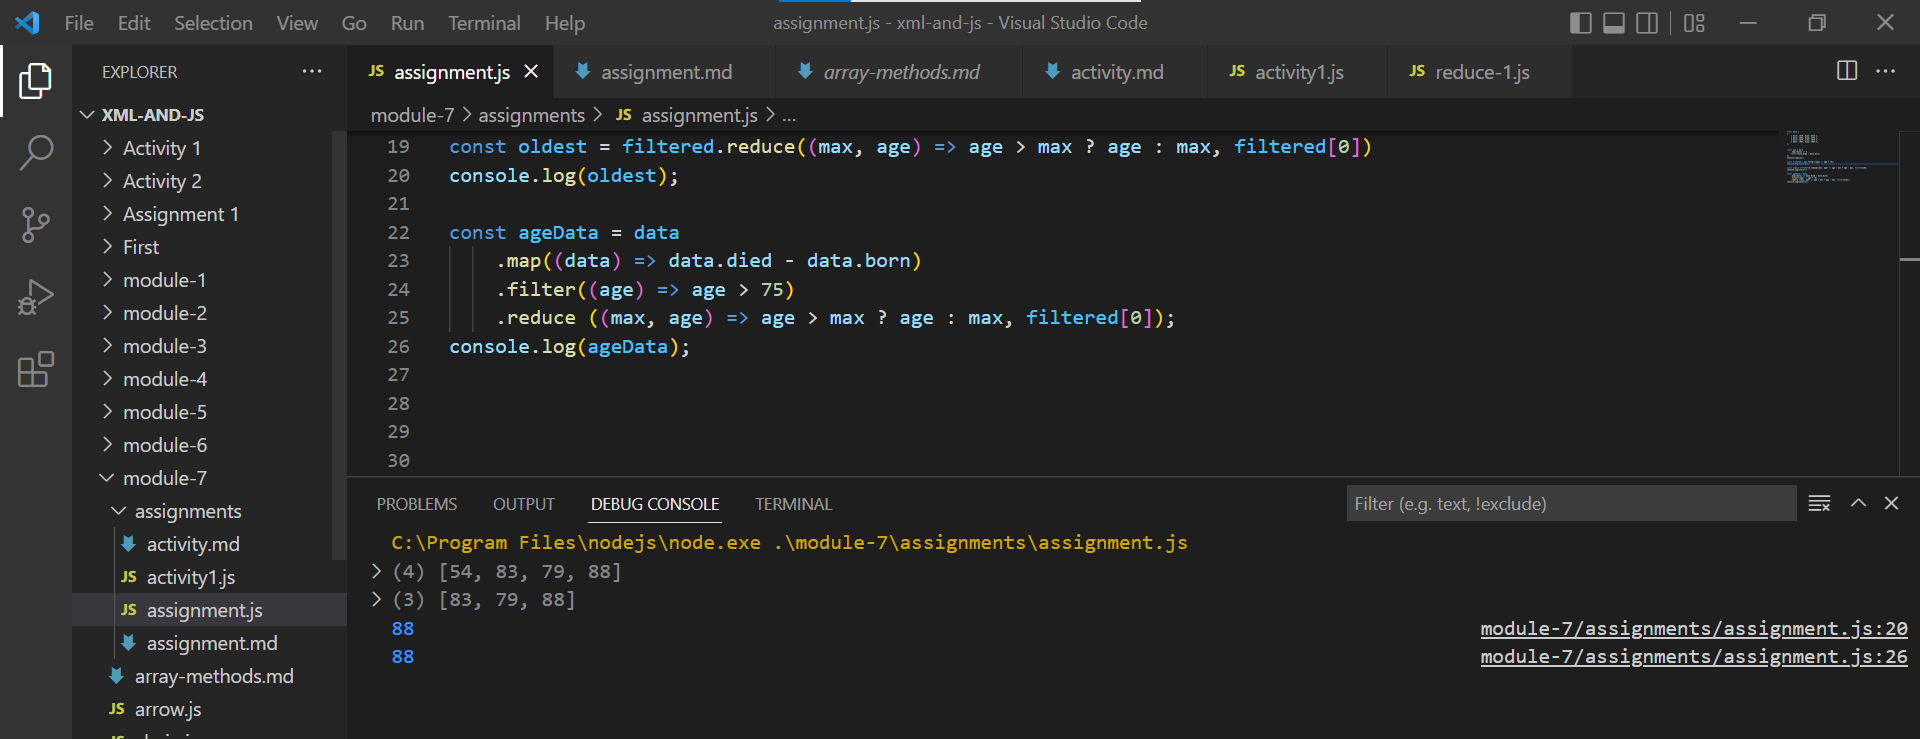 File Edit Selection View Go Run Terminal Help
assignment.js - xml-and-js - Visual Studio Code
EXPLORER
XML-AND-JS
Activity 1
Activity 2
Assignment 1
First
module-1
module-2
module-3
module-4
module-5
module-6
module-7
assignments
activity.md
JS activity1.js
JS assignment.js
assignment.md
array-methods.md
JS arrow.js
JS assignment.js
assignment.md
array-methods.md
activity.md
JS activity1.js
JS reduce-1.js
module-7 > assignments > JS assignment.js > ...
19 const oldest = filtered.reduce((max, age) => age > max ? age : max, filtered[0])
20 console.log(oldest);
21
22 const ageData = data
23 .map((data) => data.died - data.born)
24 .filter((age) => age > 75)
25 .reduce ((max, age) => age > max ? age : max, filtered[0]);
26 console.log(ageData);
27
28
29
30
PROBLEMS OUTPUT DEBUG CONSOLE TERMINAL
Filter (e.g. text, !exclude)
C:\Program Files\nodejs\node.exe .\module-7\assignments\assignment.js
> (4) [54, 83, 79, 88]
> (3) [83, 79, 88]
88 module-7/assignments/assignment.js:20
88 module-7/assignments/assignment.js:26